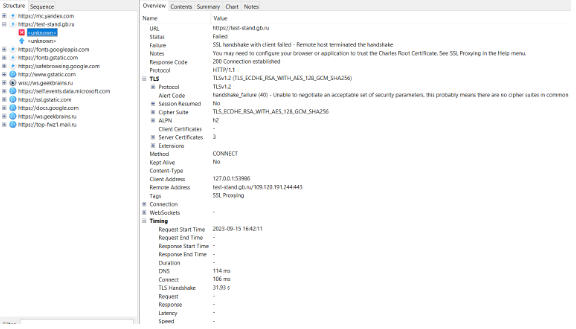 Structure Sequence
https://mc.yandex.com
https://test-stand.gb.ru
<unknown>
<unknown>
https://fonts.googleapis.com
https://fonts.gstatic.com
https://safebrowsing.google.com
http://www.gstatic.com
wss://ws.geekbrains.ru
https://self.events.data.microsoft.com
https://ssl.gstatic.com
https://docs.google.com
https://ws.geekbrains.ru
https://top-fwz1.mail.ru
Overview Contents Summary Chart Notes
Name Value
URL https://test-stand.gb.ru
Status Failed
Failure SSL handshake with client failed - Remote host terminated the handshake
Notes You may need to configure your browser or application to trust the Charles Root Certificate. See SSL Proxying in the Help menu.
Response Code 200 Connection established
Protocol HTTP/1.1
TLS TLSv1.2 (TLS_ECDHE_RSA_WITH_AES_128_GCM_SHA256)
Protocol TLSv1.2
Alert Code handshake_failure (40) - Unable to negotiate an acceptable set of security parameters, this probably means there are no cipher suites in common
Session Resumed No
Cipher Suite TLS_ECDHE_RSA_WITH_AES_128_GCM_SHA256
ALPN h2
Client Certificates -
Server Certificates 3
Extensions
Method CONNECT
Kept Alive No
Content-Type
Client Address 127.0.0.1:53986
Remote Address test-stand.gb.ru/109.120.191.244:443
Tags SSL Proxying
Connection
WebSockets -
Timing
Request Start Time 2023-09-15 16:42:11
Request End Time -
Response Start Time -
Response End Time -
Duration -
DNS 114 ms
Connect 106 ms
TLS Handshake 31.93 s
Request -
Response -
Latency -
Speed -